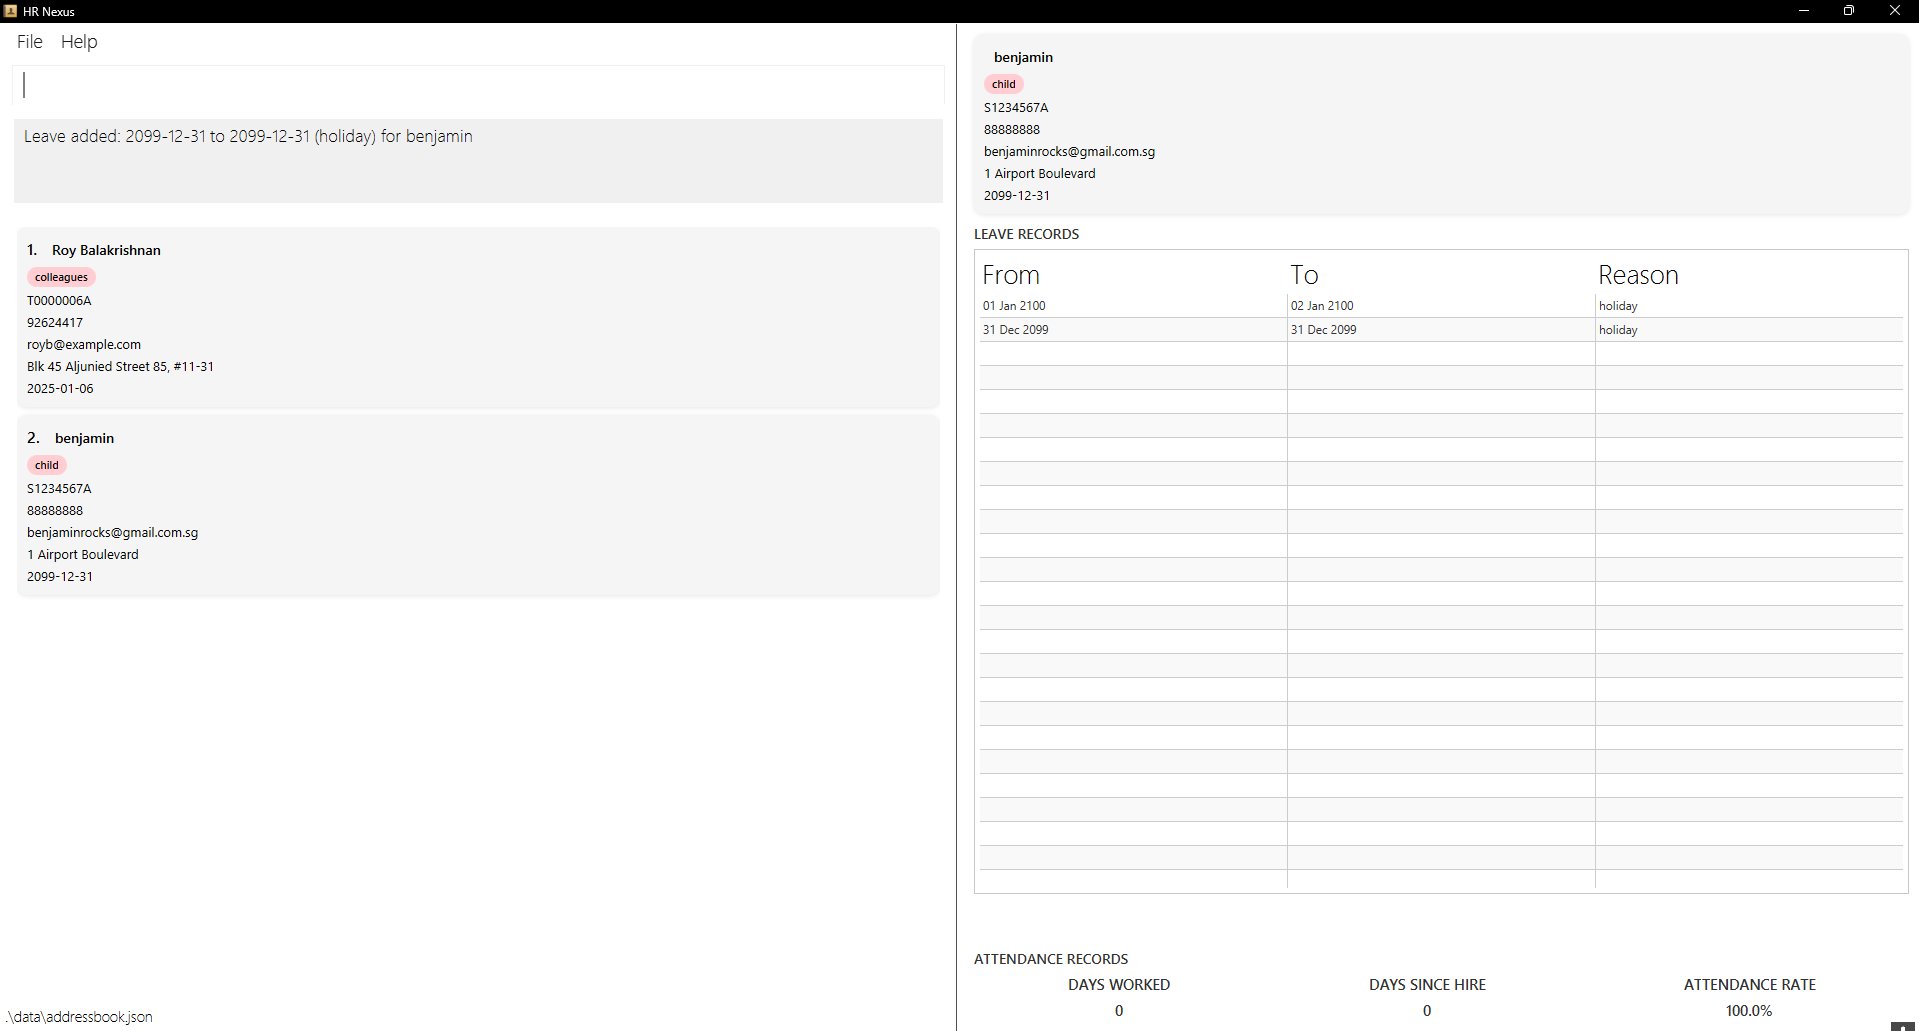 HR Nexus
File Help
Leave added: 2099-12-31 to 2099-12-31 (holiday) for benjamin
1. Roy Balakrishnan
colleagues
T0000006A
92624417
royb@example.com
Blk 45 Aljunied Street 85, #11-31
2025-01-06
2. benjamin
child
S1234567A
88888888
benjaminrocks@gmail.com.sg
1 Airport Boulevard
2099-12-31
.\data\addressbook.json
benjamin
child
S1234567A
88888888
benjaminrocks@gmail.com.sg
1 Airport Boulevard
2099-12-31
LEAVE RECORDS
From To Reason
01 Jan 2100 02 Jan 2100 holiday
31 Dec 2099 31 Dec 2099 holiday
ATTENDANCE RECORDS
DAYS WORKED DAYS SINCE HIRE ATTENDANCE RATE
0 0 100.0%